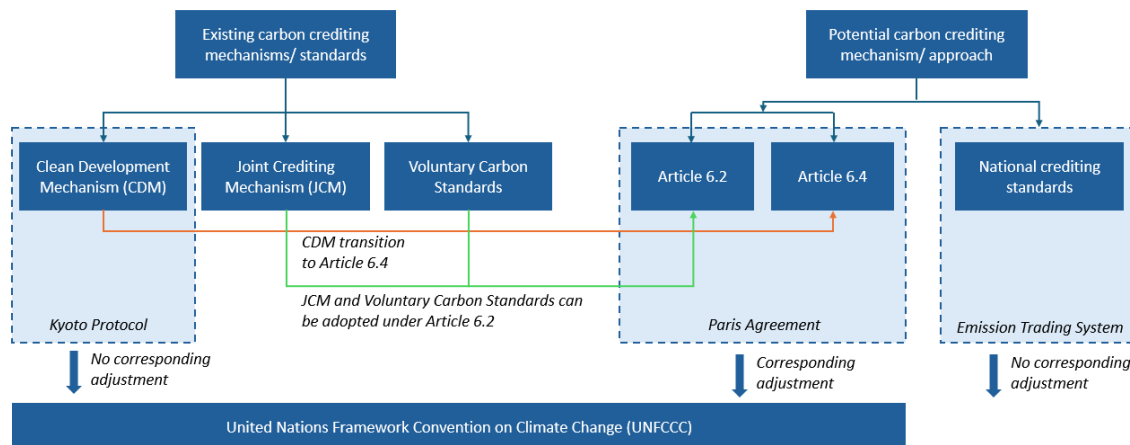 Existing carbon crediting
mechanisms/ standards
Potential carbon crediting
mechanism/ approach
Clean Development
Mechanism (CDM)
Joint Crediting
Mechanism (JCM)
Voluntary Carbon
Standards
Article 6.2
Article 6.4
National crediting
standards
CDM transition
to Article 6.4
JCM and Voluntary Carbon Standards can
be adopted under Article 6.2
Kyoto Protocol
Paris Agreement
Emission Trading System
No corresponding
adjustment
Corresponding
adjustment
No corresponding
adjustment
United Nations Framework Convention on Climate Change (UNFCCC)